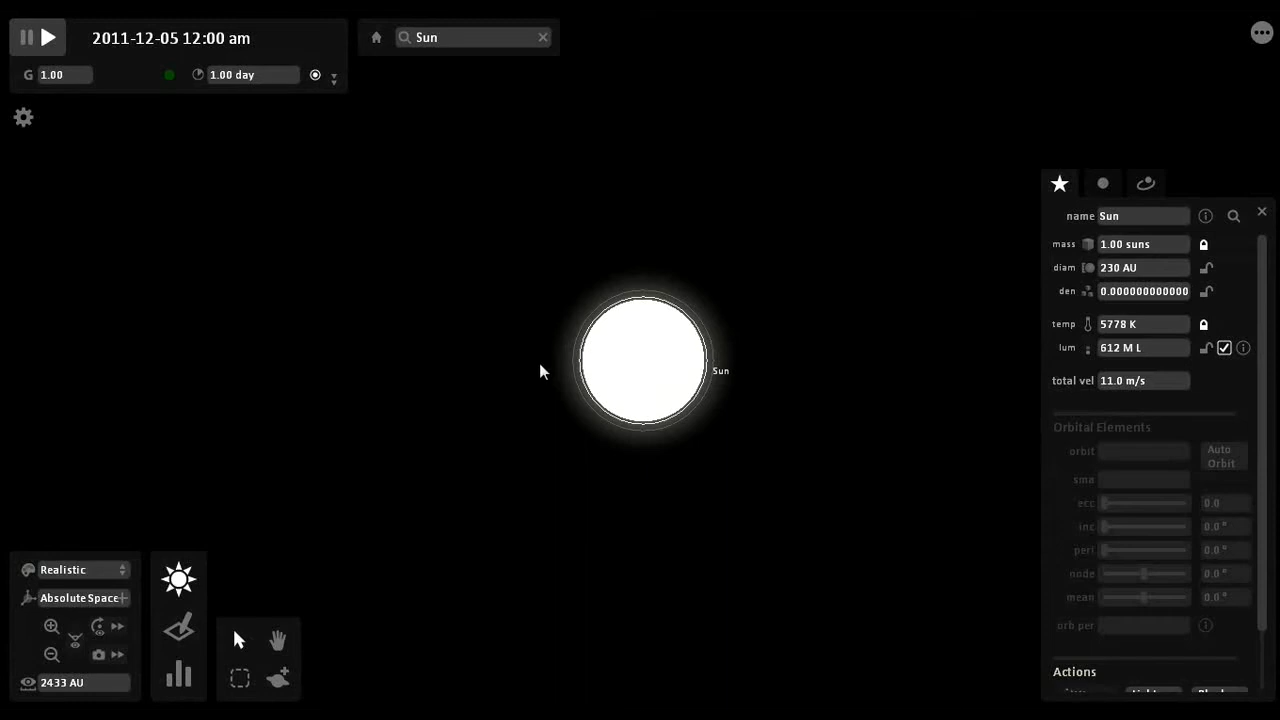 2011-12-05 12:00 am
Sun
G 1.00
1.00 day
name Sun
mass 1.00 suns
diam 230 AU
den 0.000000000000
temp 5778 K
lum 612 M L
total vel 11.0 m/s
Sun
Orbital Elements
orbit
Auto
Orbit
sma
ecc 0.0
inc 0.0°
peri 0.0°
node 0.0°
mean 0.0°
orb per
Actions
Realistic
Absolute Space
2433 AU